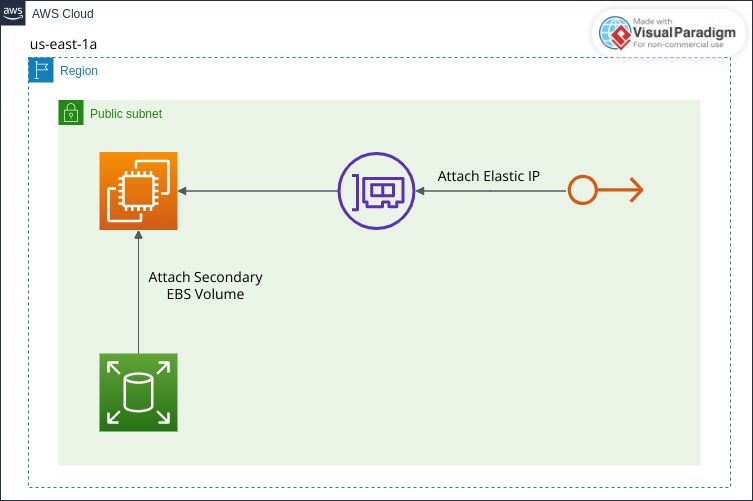 aws
AWS Cloud
Made with
Visual Paradigm
For non-commercial use
us-east-1a
Region
Public subnet
Attach Elastic IP
Attach Secondary
EBS Volume